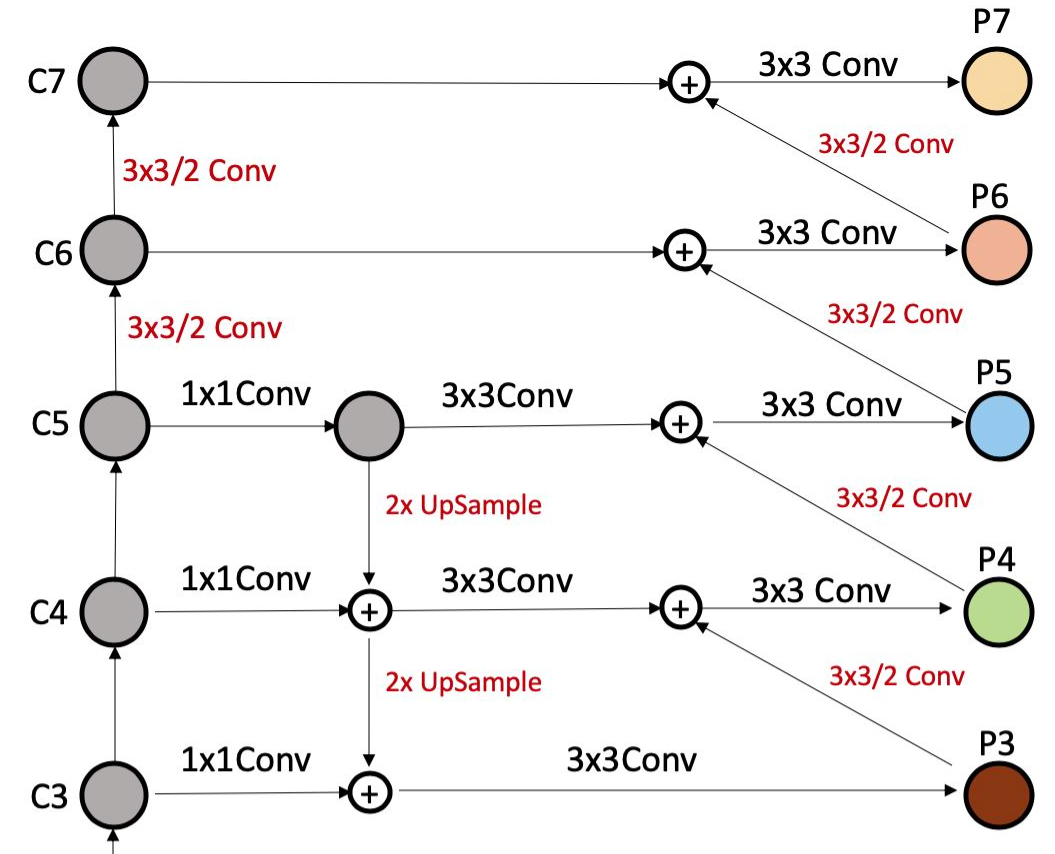 P7
C7
3x3 Conv
3x3/2 Conv
3x3/2 Conv
P6
C6
3x3 Conv
3x3/2 Conv
3x3/2 Conv
P5
C5
1x1Conv
3x3Conv
3x3 Conv
2x UpSample
3x3/2 Conv
P4
C4
1x1Conv
3x3Conv
3x3 Conv
2x UpSample
3x3/2 Conv
P3
C3
1x1Conv
3x3Conv